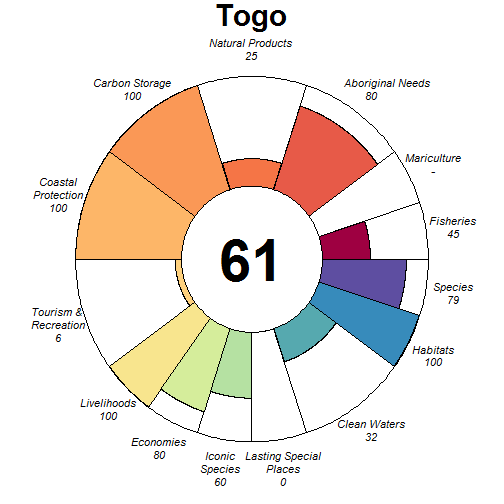 Togo
Natural Products
25
Carbon Storage
100
Aboriginal Needs
80
Mariculture
-
Coastal
Protection
100
Fisheries
45
61
Species
79
Tourism &
Recreation
6
Habitats
100
Livelihoods
100
Clean Waters
32
Economies
80
Iconic
Species
60
Lasting Special
Places
0